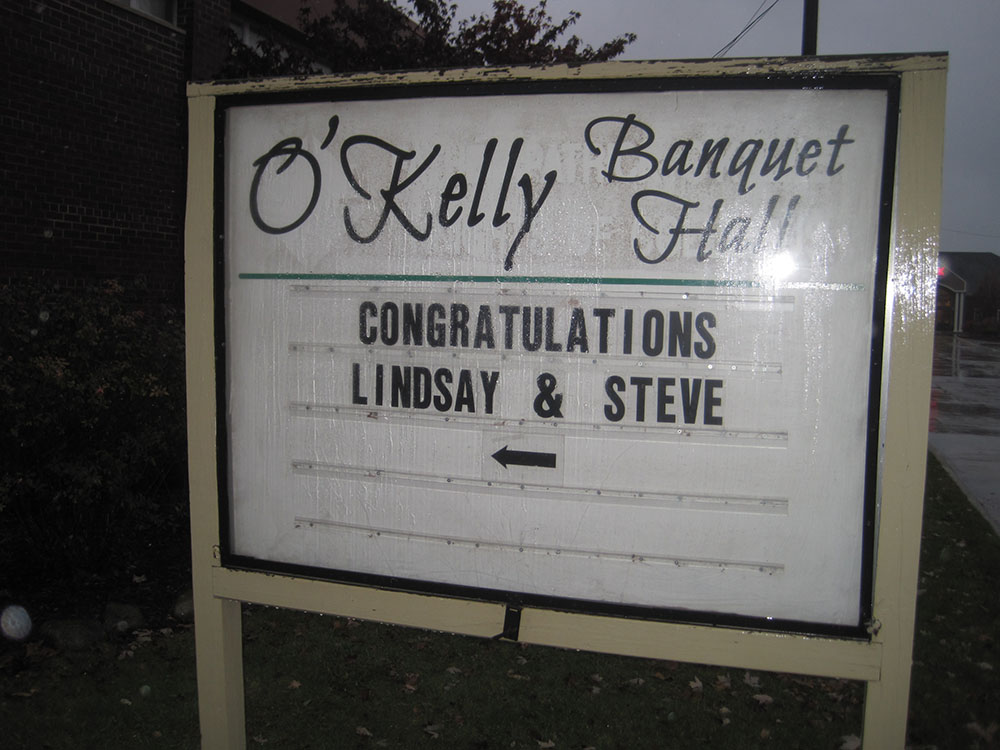 O'Kelly Banquet
Hall
CONGRATULATIONS
LINDSAY & STEVE